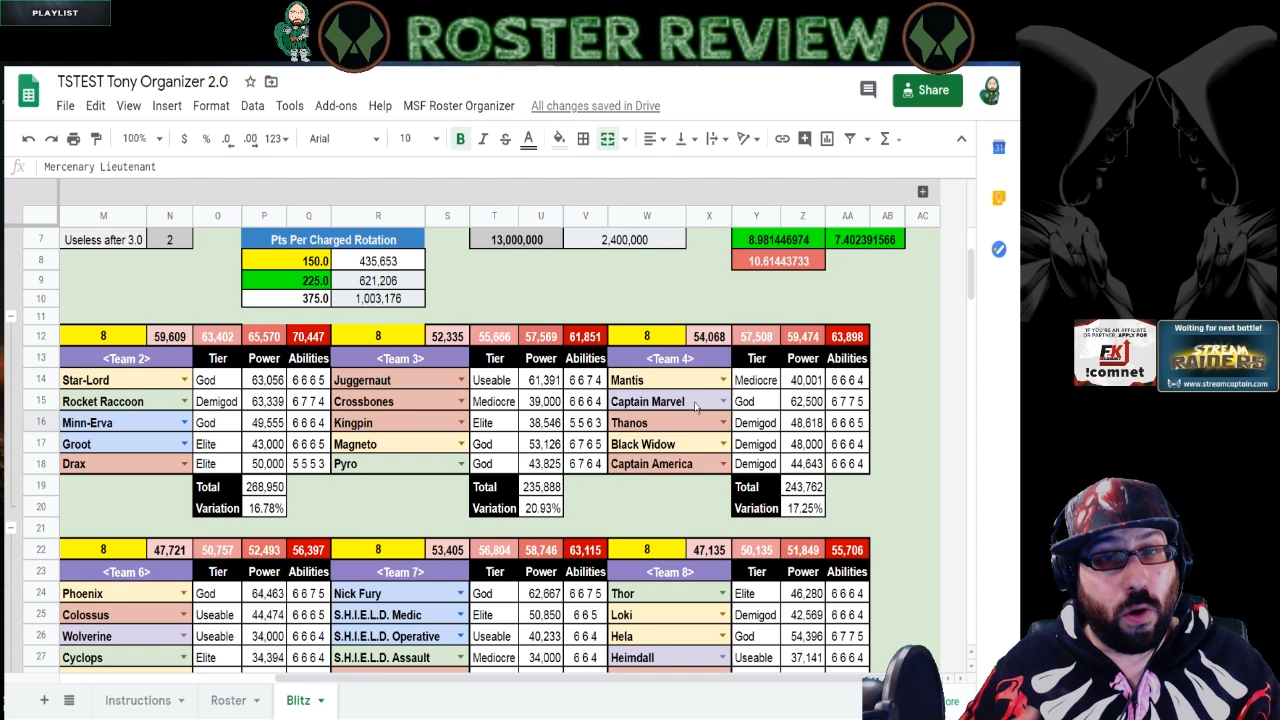 PLAYLIST
ROSTER REVIEW
TSTEST Tony Organizer 2.0
File Edit View Insert Format Data Tools Add-ons Help MSF Roster Organizer All changes saved in Drive
Share
100% $ % .0 .00 123 Arial 10 B I S A
fx Mercenary Lieutenant
M N O P Q R S T U V W X Y Z AA AB AC
7 Useless after 3.0 2 Pts Per Charged Rotation 13,000,000 2,400,000 8.981446974 7.402391566
8 150.0 435,653 10.61443733
9 225.0 621,206
10 375.0 1,003,176
11
12 8 59,609 63,402 65,570 70,447 8 52,335 55,666 57,569 61,851 8 54,068 57,508 59,474 63,898
13 <Team 2> Tier Power Abilities <Team 3> Tier Power Abilities <Team 4> Tier Power Abilities
14 Star-Lord God 63,056 6 6 6 5 Juggernaut Useable 61,391 6 6 7 4 Mantis Mediocre 40,001 6 6 6 4
15 Rocket Raccoon Demigod 63,339 6 7 7 4 Crossbones Mediocre 39,000 6 6 6 4 Captain Marvel God 62,500 6 7 7 5
16 Minn-Erva God 49,555 6 6 6 4 Kingpin Elite 38,546 5 5 6 3 Thanos Demigod 48,618 6 6 6 5
17 Groot Elite 43,000 6 6 6 5 Magneto God 53,126 6 7 6 5 Black Widow Demigod 48,000 6 6 6 4
18 Drax Elite 50,000 5 5 5 3 Pyro God 43,825 6 7 6 4 Captain America Demigod 44,643 6 6 6 4
19 Total 268,950 Total 235,888 Total 243,762
20 Variation 16.78% Variation 20.93% Variation 17.25%
21
22 8 47,721 50,757 52,493 56,397 8 53,405 56,804 58,746 63,115 8 47,135 50,135 51,849 55,706
23 <Team 6> Tier Power Abilities <Team 7> Tier Power Abilities <Team 8> Tier Power Abilities
24 Phoenix God 64,463 6 6 7 5 Nick Fury God 62,667 6 6 7 5 Thor Elite 46,280 6 6 6 4
25 Colossus Useable 44,474 6 6 6 5 S.H.I.E.L.D. Medic Elite 50,850 6 6 5 Loki Demigod 42,569 6 6 6 4
26 Wolverine Useable 34,000 6 6 6 4 S.H.I.E.L.D. Operative Useable 40,233 6 6 4 Hela God 54,396 6 7 7 5
27 Cyclops Elite 34,394 6 6 6 4 S.H.I.E.L.D. Assault Mediocre 34,000 6 6 4 Heimdall Useable 37,141 6 6 6 4
Instructions Roster Blitz
IF YOU'RE AN AFFILIATE OR PARTNER, APPLY FOR
!comnet
Waiting for next battle!
STREAM RAIDERS
www.streamcaptain.com
31